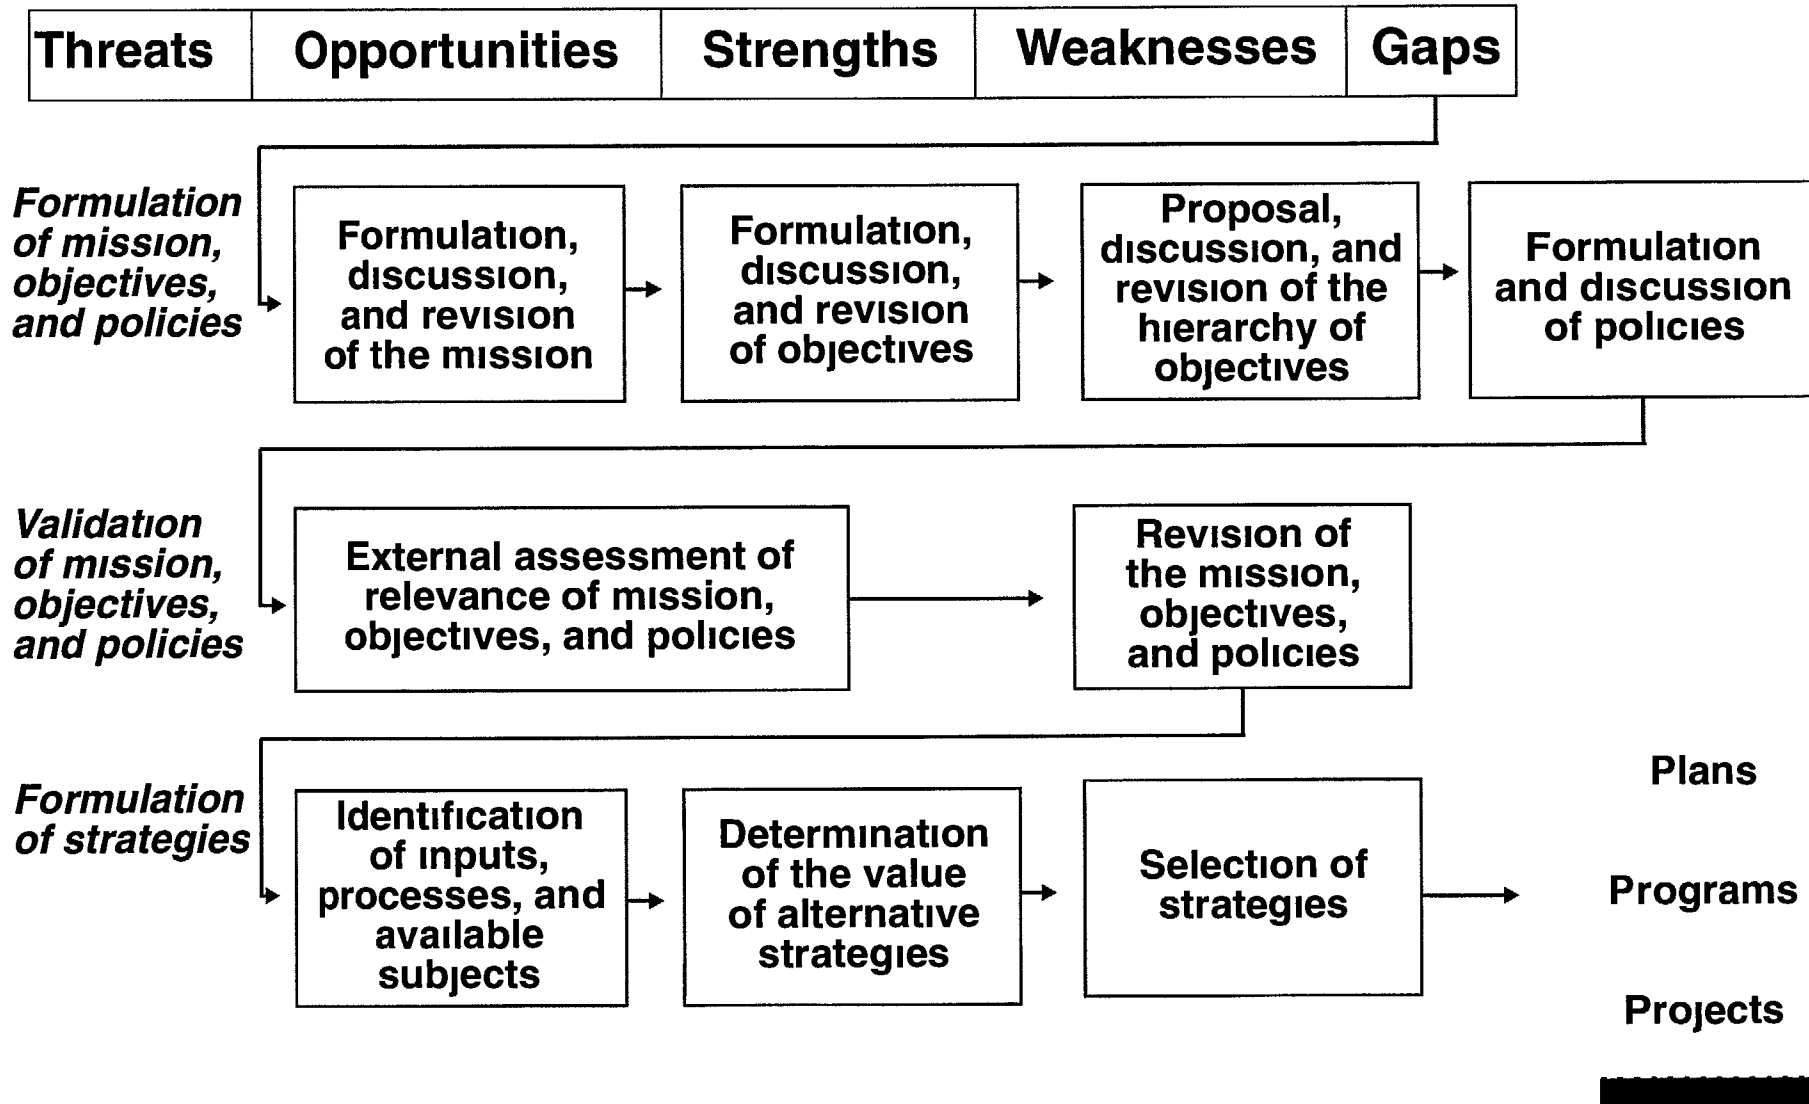 Threats Opportunities Strengths Weaknesses Gaps
Formulation
of mission,
objectives,
and policies
Formulation,
discussion,
and revision
of the mission
Formulation,
discussion,
and revision
of objectives
Proposal,
discussion, and
revision of the
hierarchy of
objectives
Formulation
and discussion
of policies
Validation
of mission,
objectives,
and policies
External assessment of
relevance of mission,
objectives, and policies
Revision of
the mission,
objectives,
and policies
Formulation
of strategies
Identification
of inputs,
processes, and
available
subjects
Determination
of the value
of alternative
strategies
Selection of
strategies
Plans
Programs
Projects